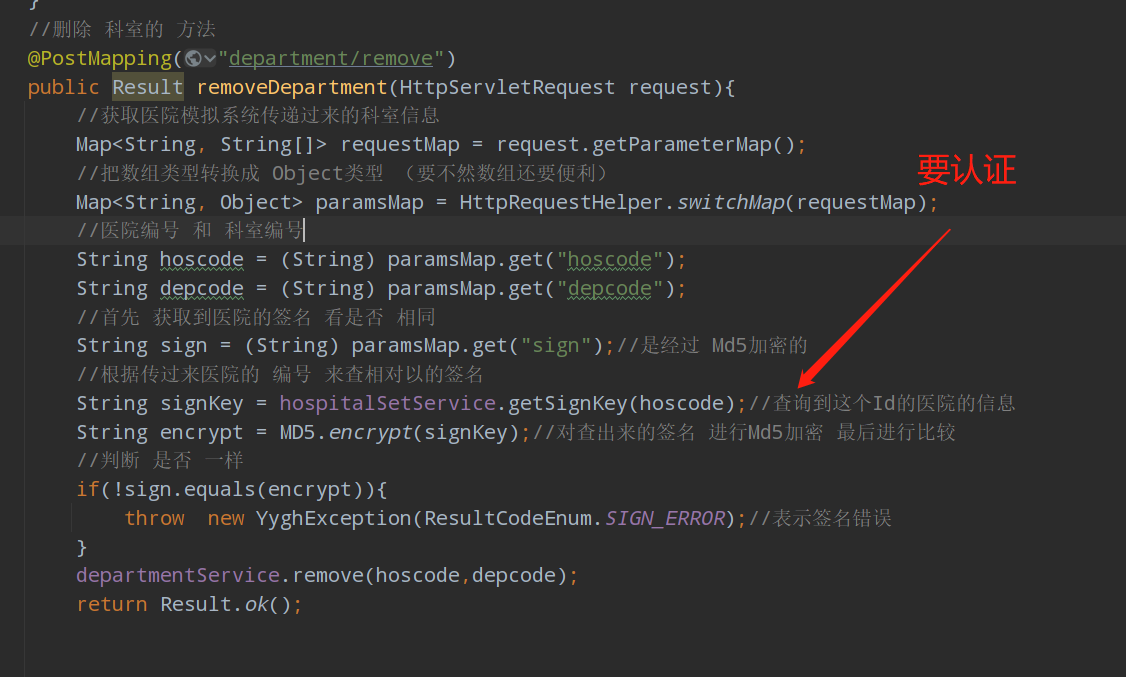 }
//删除 科室的 方法
@PostMapping("department/remove")
public Result removeDepartment(HttpServletRequest request){
//获取医院模拟系统传递过来的科室信息
Map<String, String[]> requestMap = request.getParameterMap();
//把数组类型转换成 Object类型 （要不然数组还要便利）
要认证
Map<String, Object> paramsMap = HttpRequestHelper.switchMap(requestMap);
//医院编号 和 科室编号
String hoscode = (String) paramsMap.get("hoscode");
String depcode = (String) paramsMap.get("depcode");
//首先 获取到医院的签名 看是否 相同
String sign = (String) paramsMap.get("sign");//是经过 Md5加密的
//根据传过来医院的 编号 来查相对以的签名
String signKey = hospitalSetService.getSignKey(hoscode);//查询到这个Id的医院的信息
String encrypt = MD5.encrypt(signKey);//对查出来的签名 进行Md5加密 最后进行比较
//判断 是否 一样
if(!sign.equals(encrypt)){
throw  new YyghException(ResultCodeEnum.SIGN_ERROR);//表示签名错误
}
departmentService.remove(hoscode,depcode);
return Result.ok();